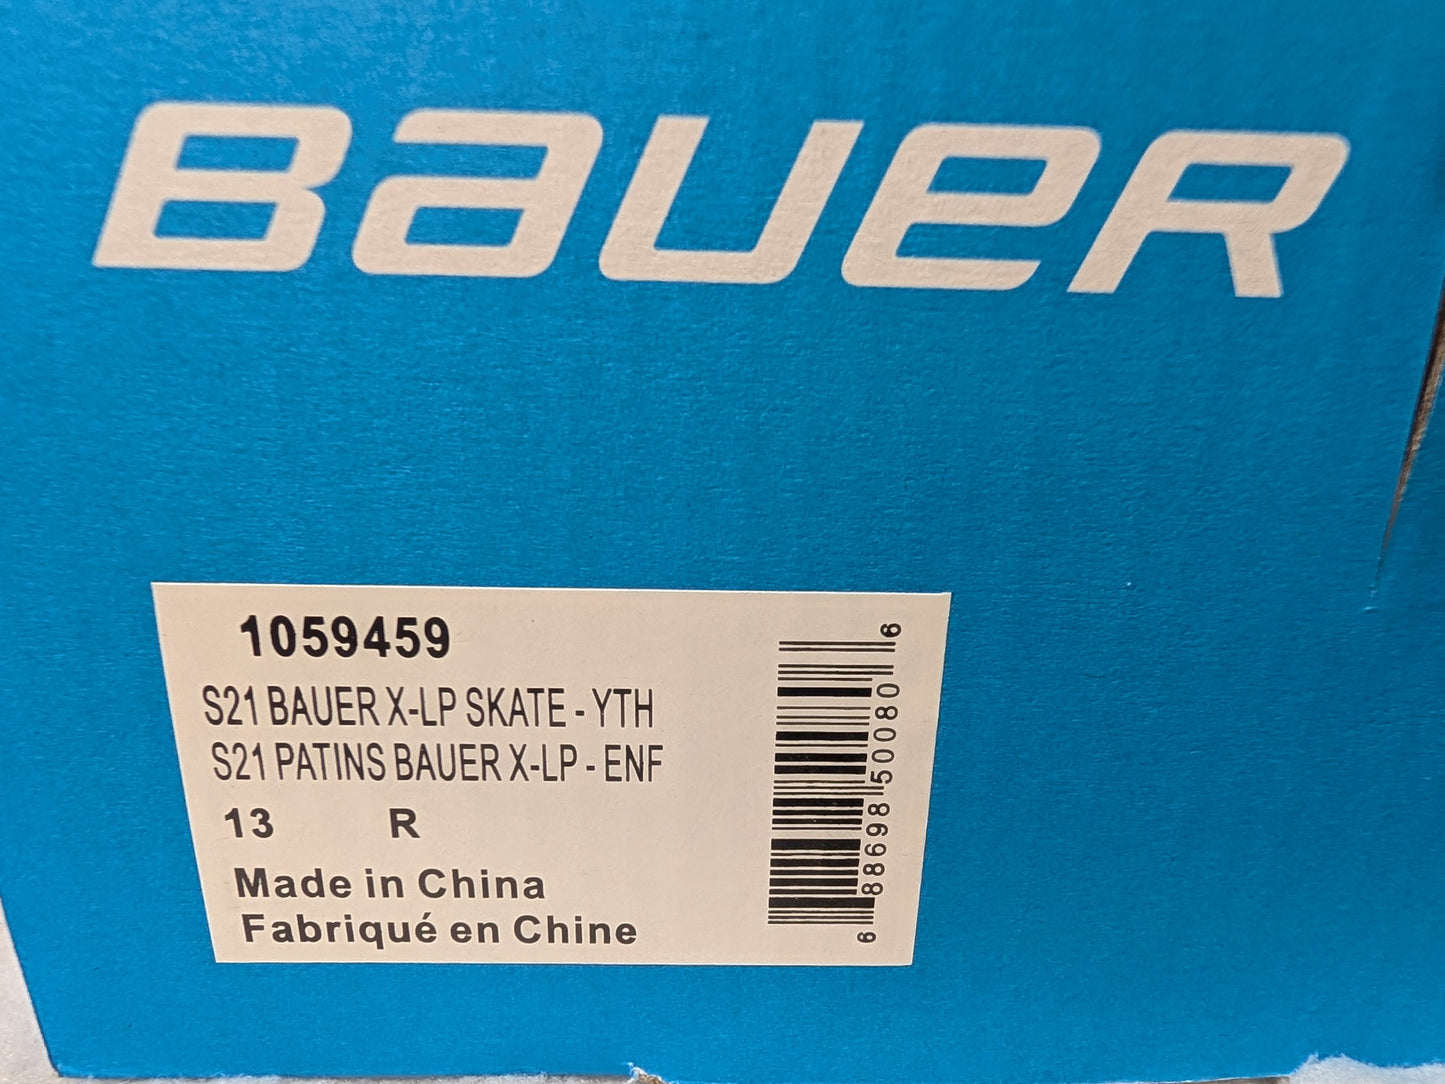 BAUER
1059459
S21 BAUER X-LP SKATE - YTH
S21 PATINS BAUER X-LP - ENF
13 R
Made in China
Fabriqué en Chine
6 88698 50080 6